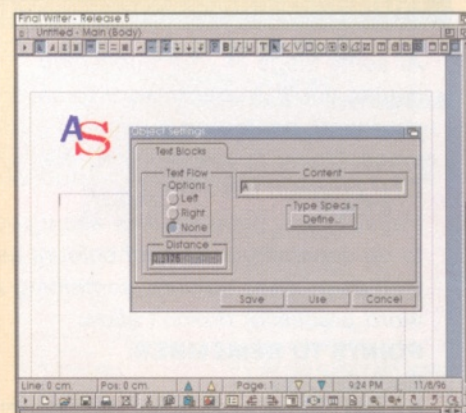 Final Writer - Release 5
Untitled - Main (Body)
B I U T
AS
Object Settings
Text Blocks
Text Flow
Options
Left
Right
None
Distance
Content
A
Type Specs
Define...
Save Use Cancel
Line: 0 cm. Pos: 0 cm. Page: 1 9:24 PM 11/8/96